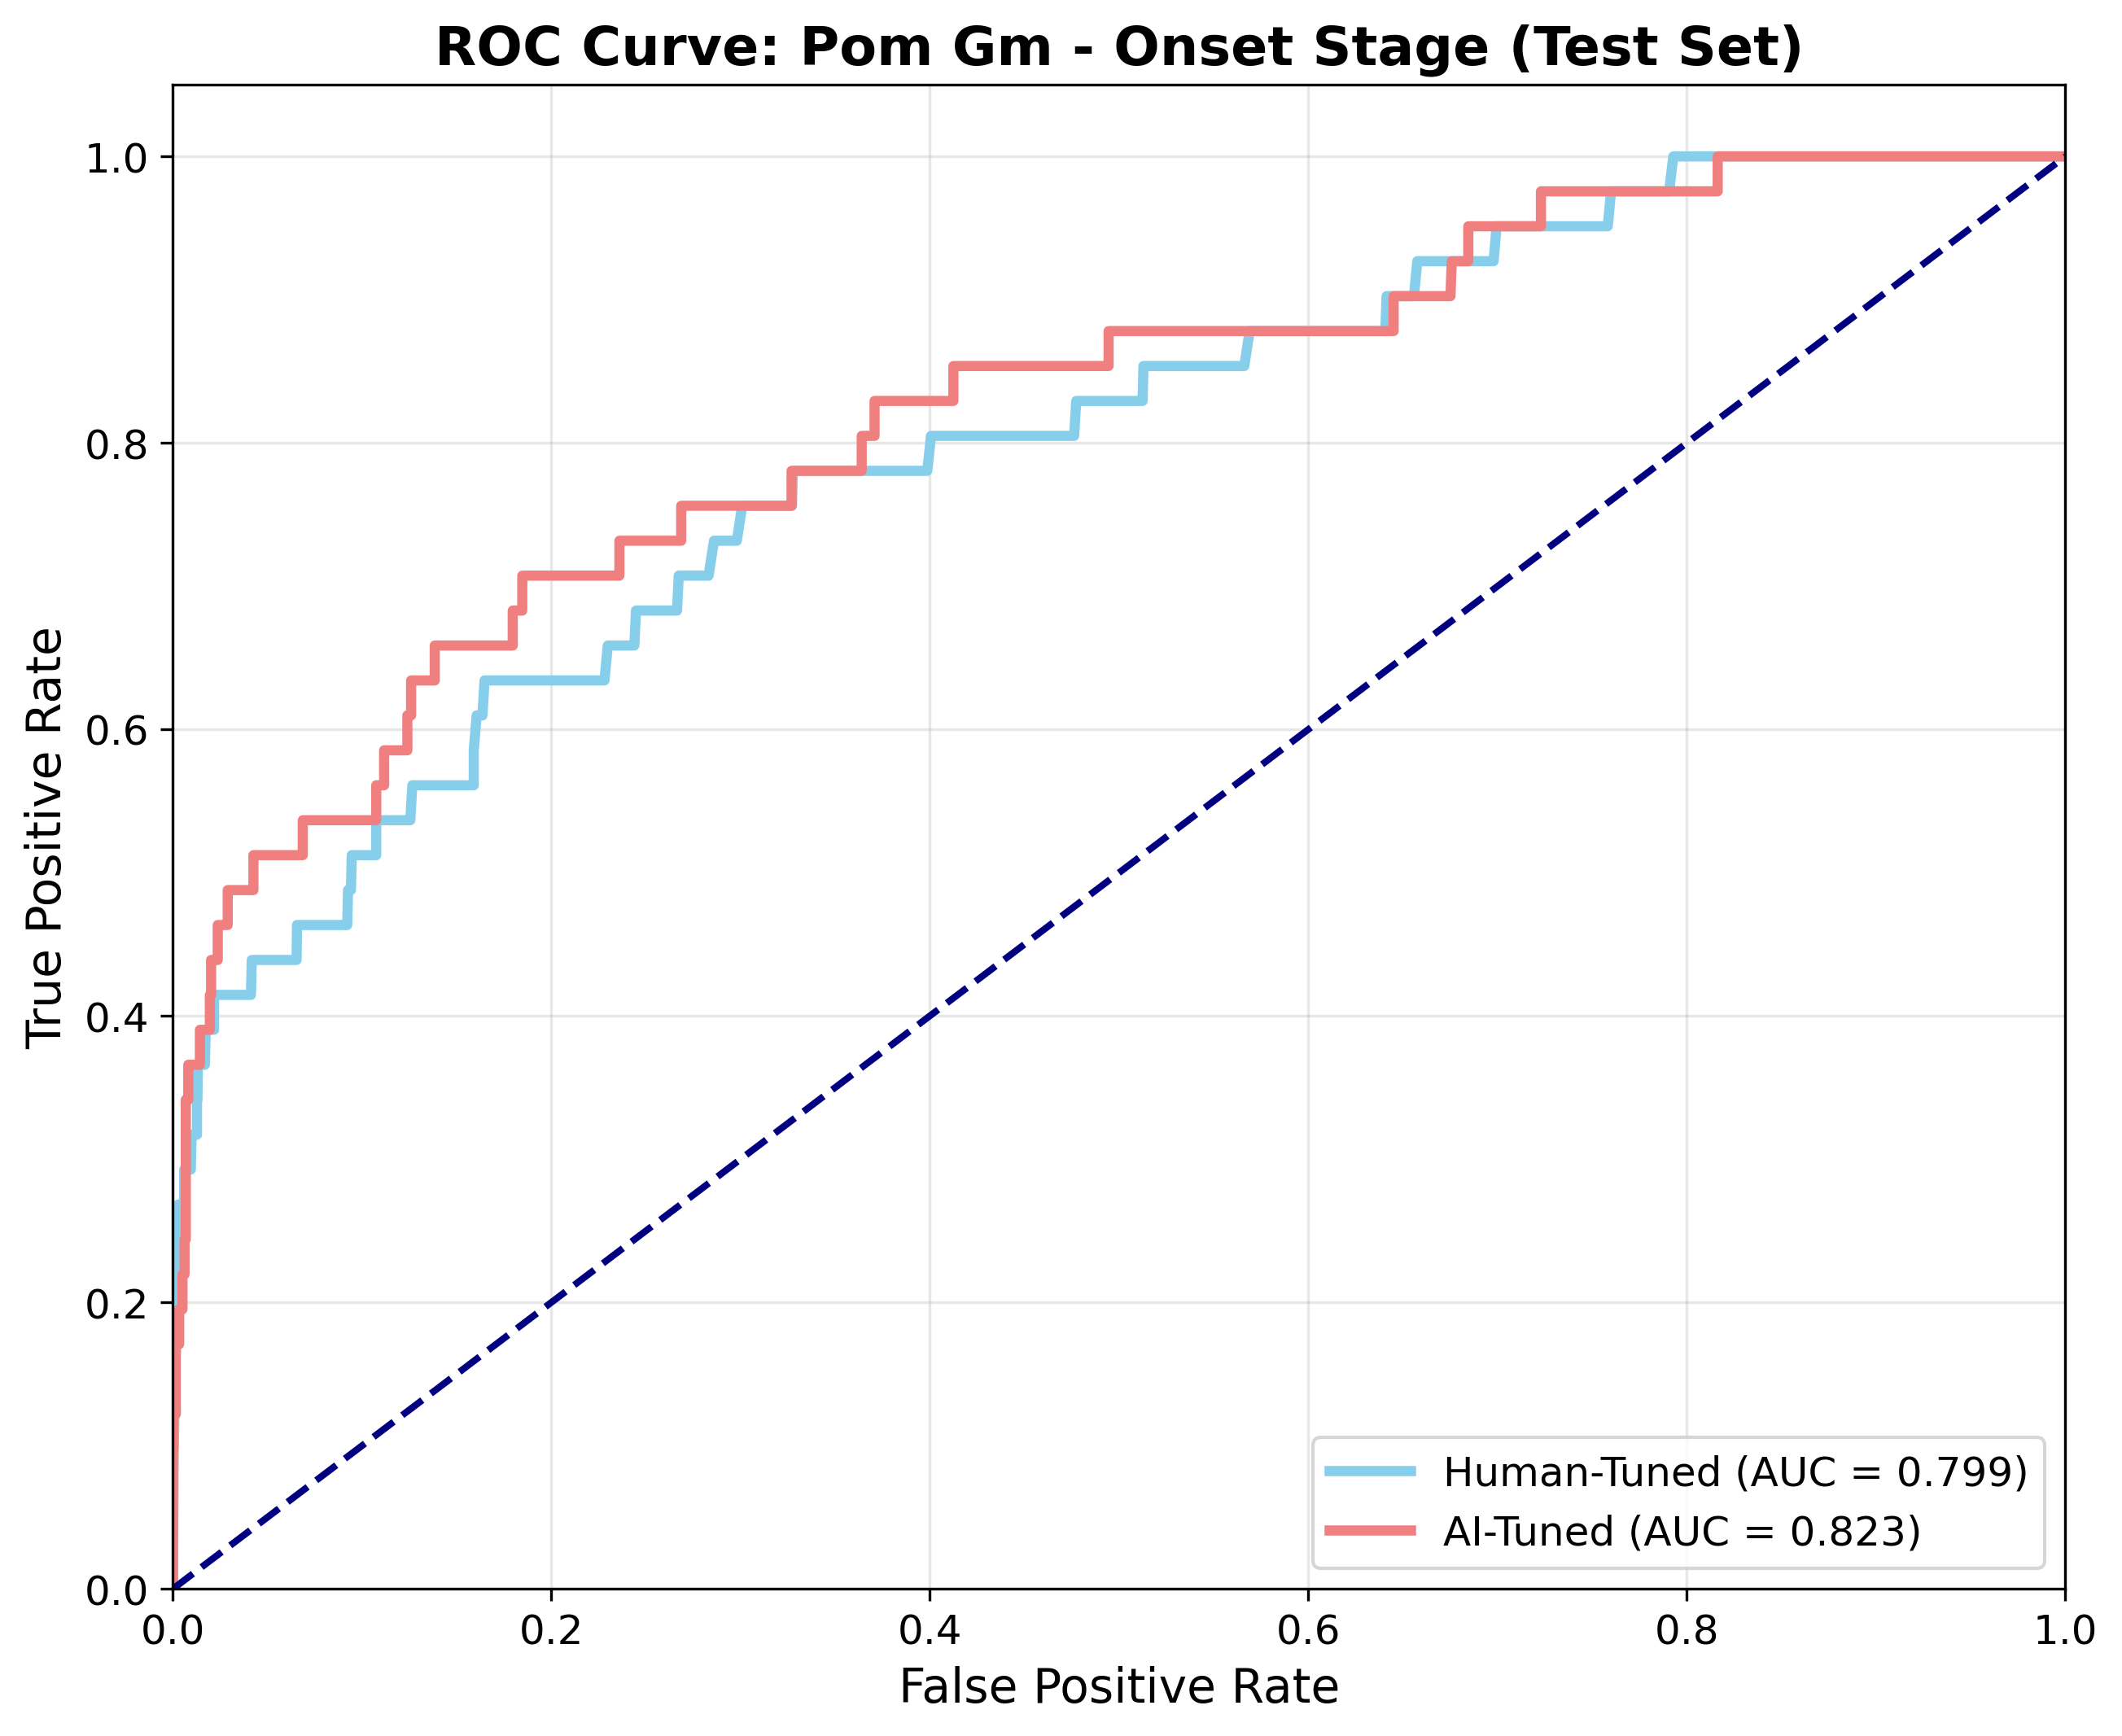 ROC Curve: Pom Gm - Onset Stage (Test Set)
1.0
0.8
0.6
0.4
0.2
0.0
True Positive Rate
0.0 0.2 0.4 0.6 0.8 1.0
False Positive Rate
Human-Tuned (AUC = 0.799)
AI-Tuned (AUC = 0.823)